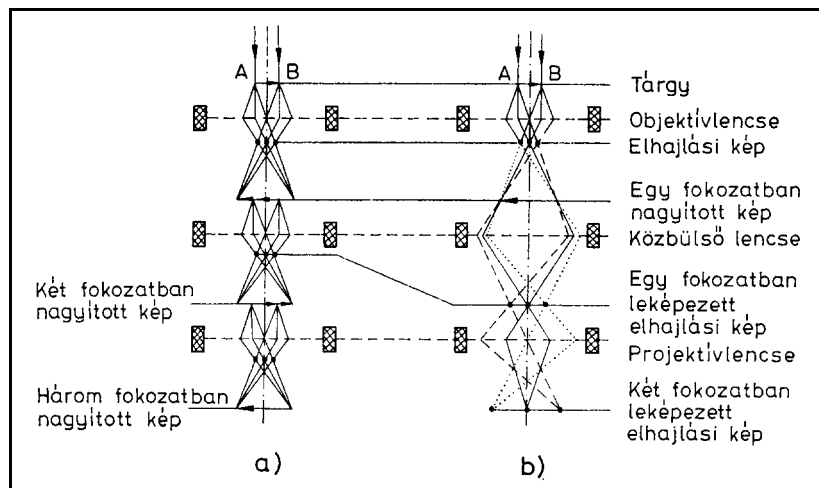 A B A B
Tárgy
Objektívlencse
Elhajlási kép
Egy fokozatban
nagyított kép
Közbülső lencse
Két fokozatban
nagyított kép
Egy fokozatban
leképezett
elhajlási kép
Projektívlencse
Három fokozatban
nagyított kép
Két fokozatban
leképezett
elhajlási kép
a) b)